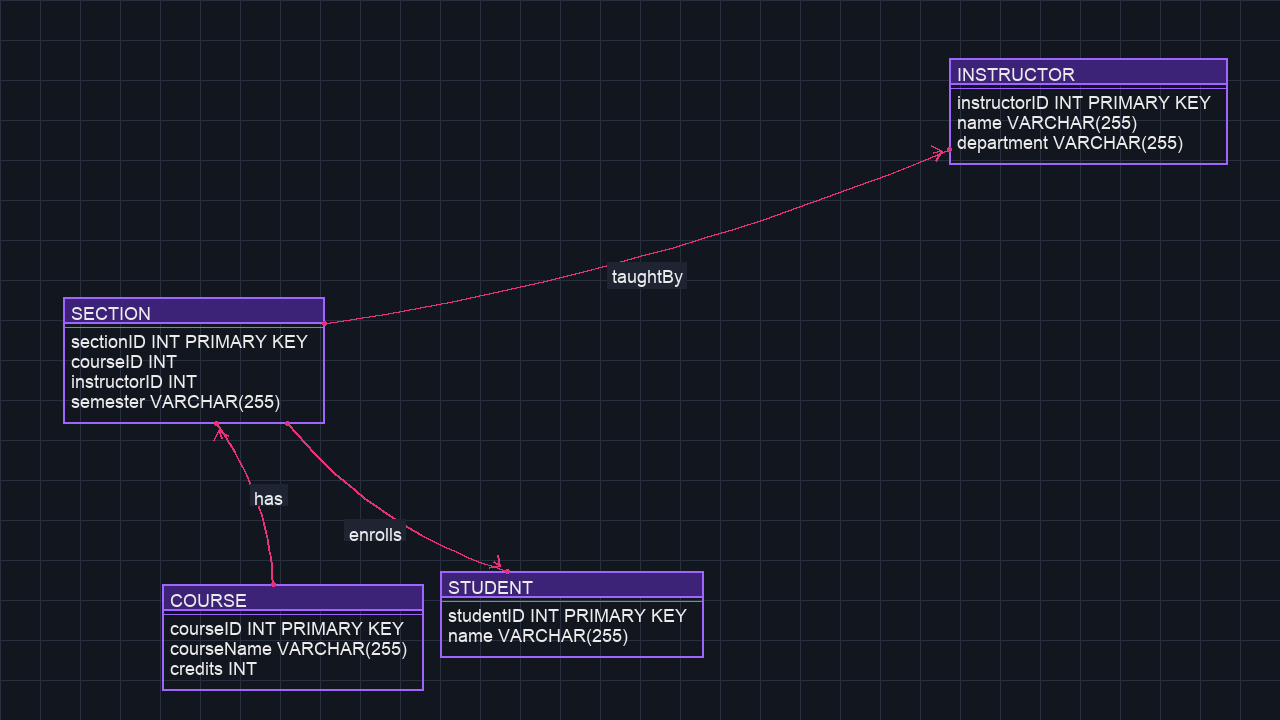 INSTRUCTOR
instructorID INT PRIMARY KEY
name VARCHAR(255)
department VARCHAR(255)
taughtBy
SECTION
sectionID INT PRIMARY KEY
courseID INT
instructorID INT
semester VARCHAR(255)
has
enrolls
COURSE
courseID INT PRIMARY KEY
courseName VARCHAR(255)
credits INT
STUDENT
studentID INT PRIMARY KEY
name VARCHAR(255)